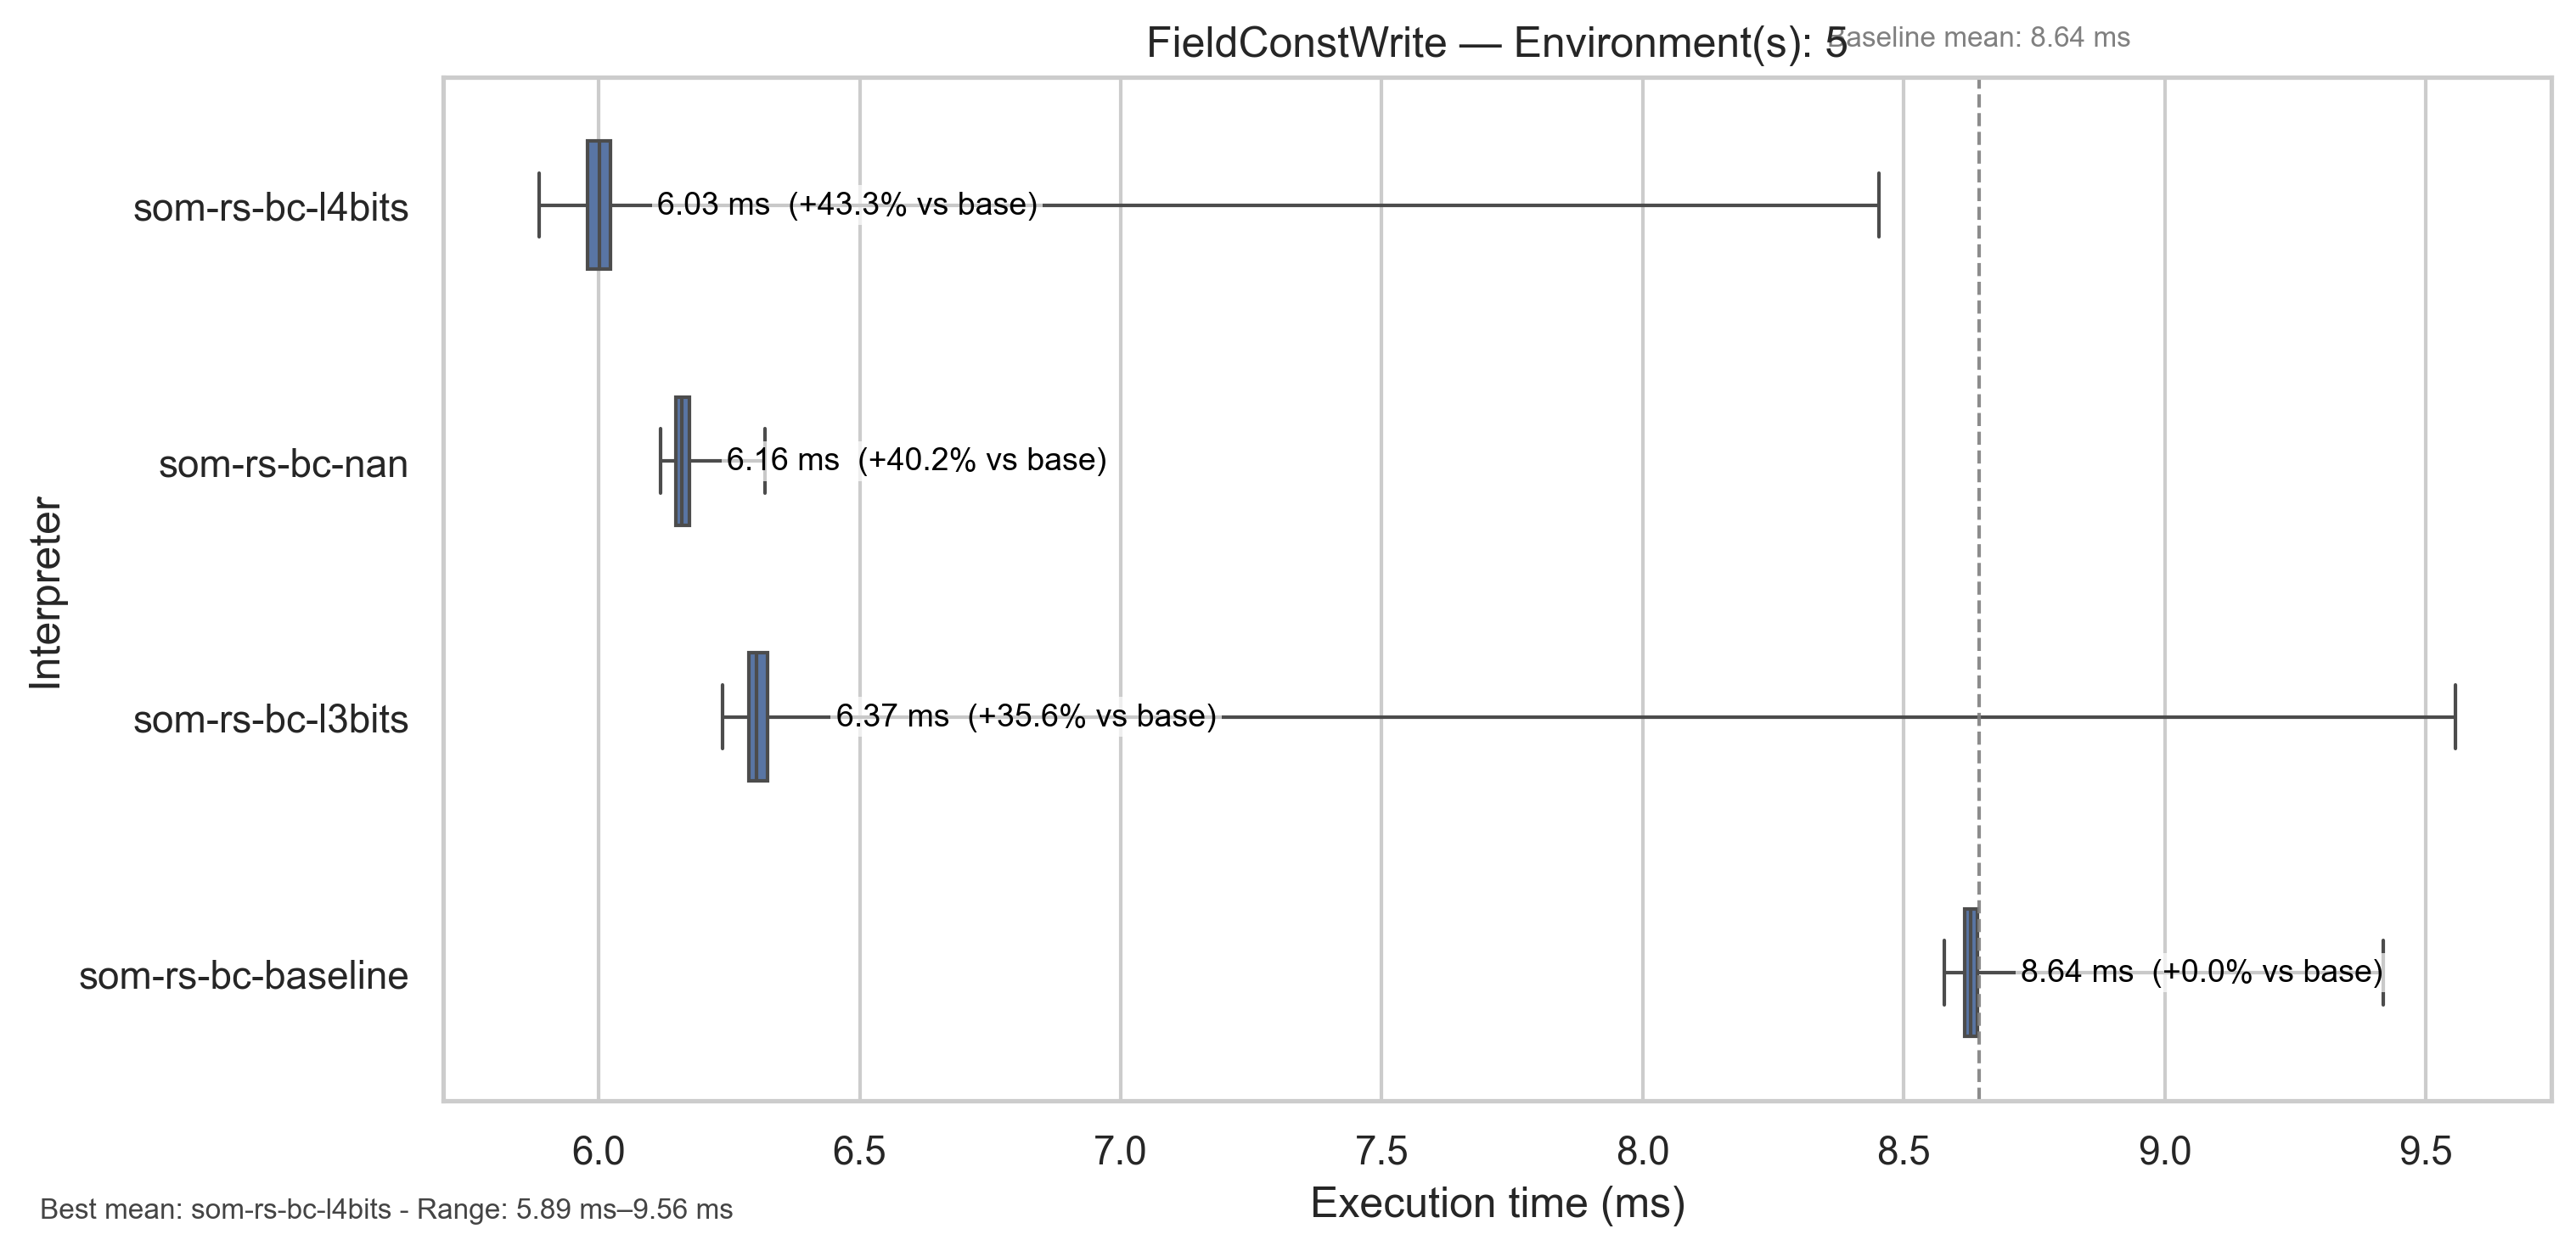 FieldConstWrite — Environment(s): 5
Baseline mean: 8.64 ms
Interpreter
som-rs-bc-l4bits
6.03 ms (+43.3% vs base)
som-rs-bc-nan
6.16 ms (+40.2% vs base)
som-rs-bc-l3bits
6.37 ms (+35.6% vs base)
som-rs-bc-baseline
8.64 ms (+0.0% vs base)
6.0 6.5 7.0 7.5 8.0 8.5 9.0 9.5
Execution time (ms)
Best mean: som-rs-bc-l4bits - Range: 5.89 ms–9.56 ms